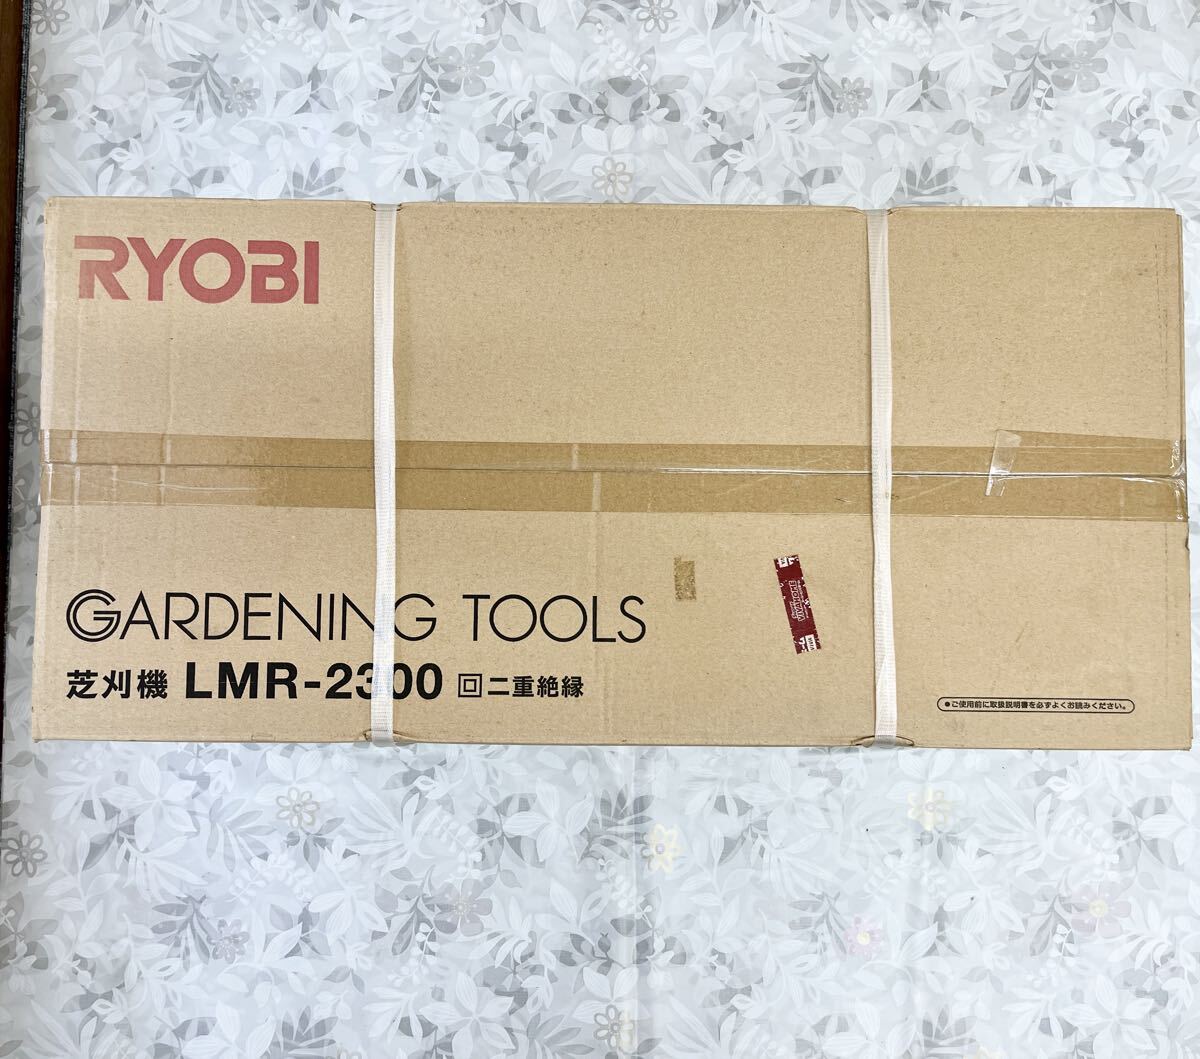 RYOBI
GARDENING TOOLS
芝刈機 LMR-2300 回 二重絶縁
●ご使用前に取扱説明書を必ずよくお読みください。
VIVAHOME